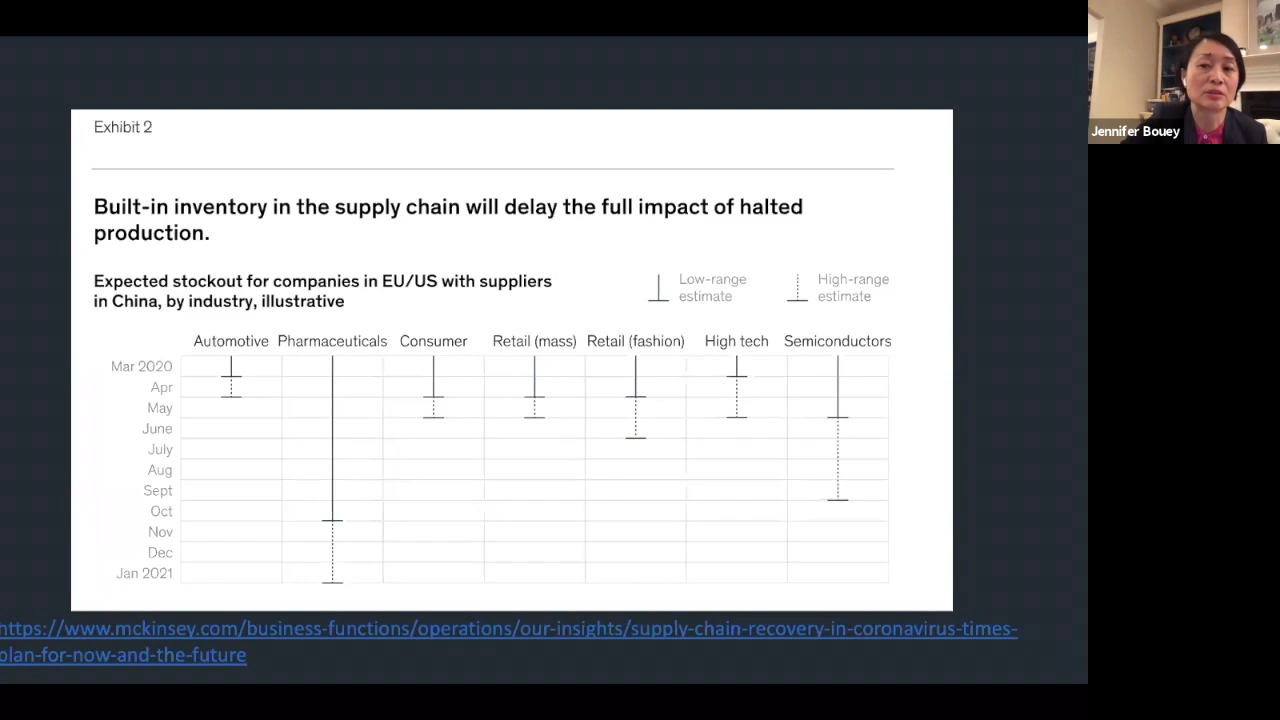 Exhibit 2
Built-in inventory in the supply chain will delay the full impact of halted
production.
Expected stockout for companies in EU/US with suppliers
in China, by industry, illustrative
Low-range
estimate
High-range
estimate
Automotive Pharmaceuticals Consumer Retail (mass) Retail (fashion) High tech Semiconductors
Mar 2020
Apr
May
June
July
Aug
Sept
Oct
Nov
Dec
Jan 2021
https://www.mckinsey.com/business-functions/operations/our-insights/supply-chain-recovery-in-coronavirus-times-
plan-for-now-and-the-future
Jennifer Bouey